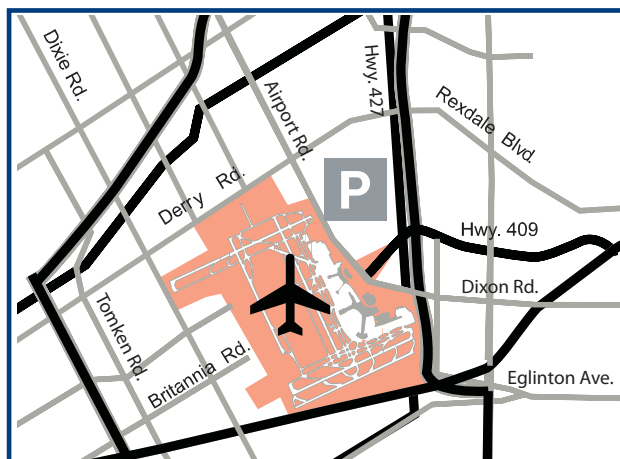 Dixie Rd.
Hwy. 427
Airport Rd.
Rexdale Blvd.
P
Derry Rd.
Hwy. 409
Dixon Rd.
Tomken Rd.
Britannia Rd.
Eglinton Ave.